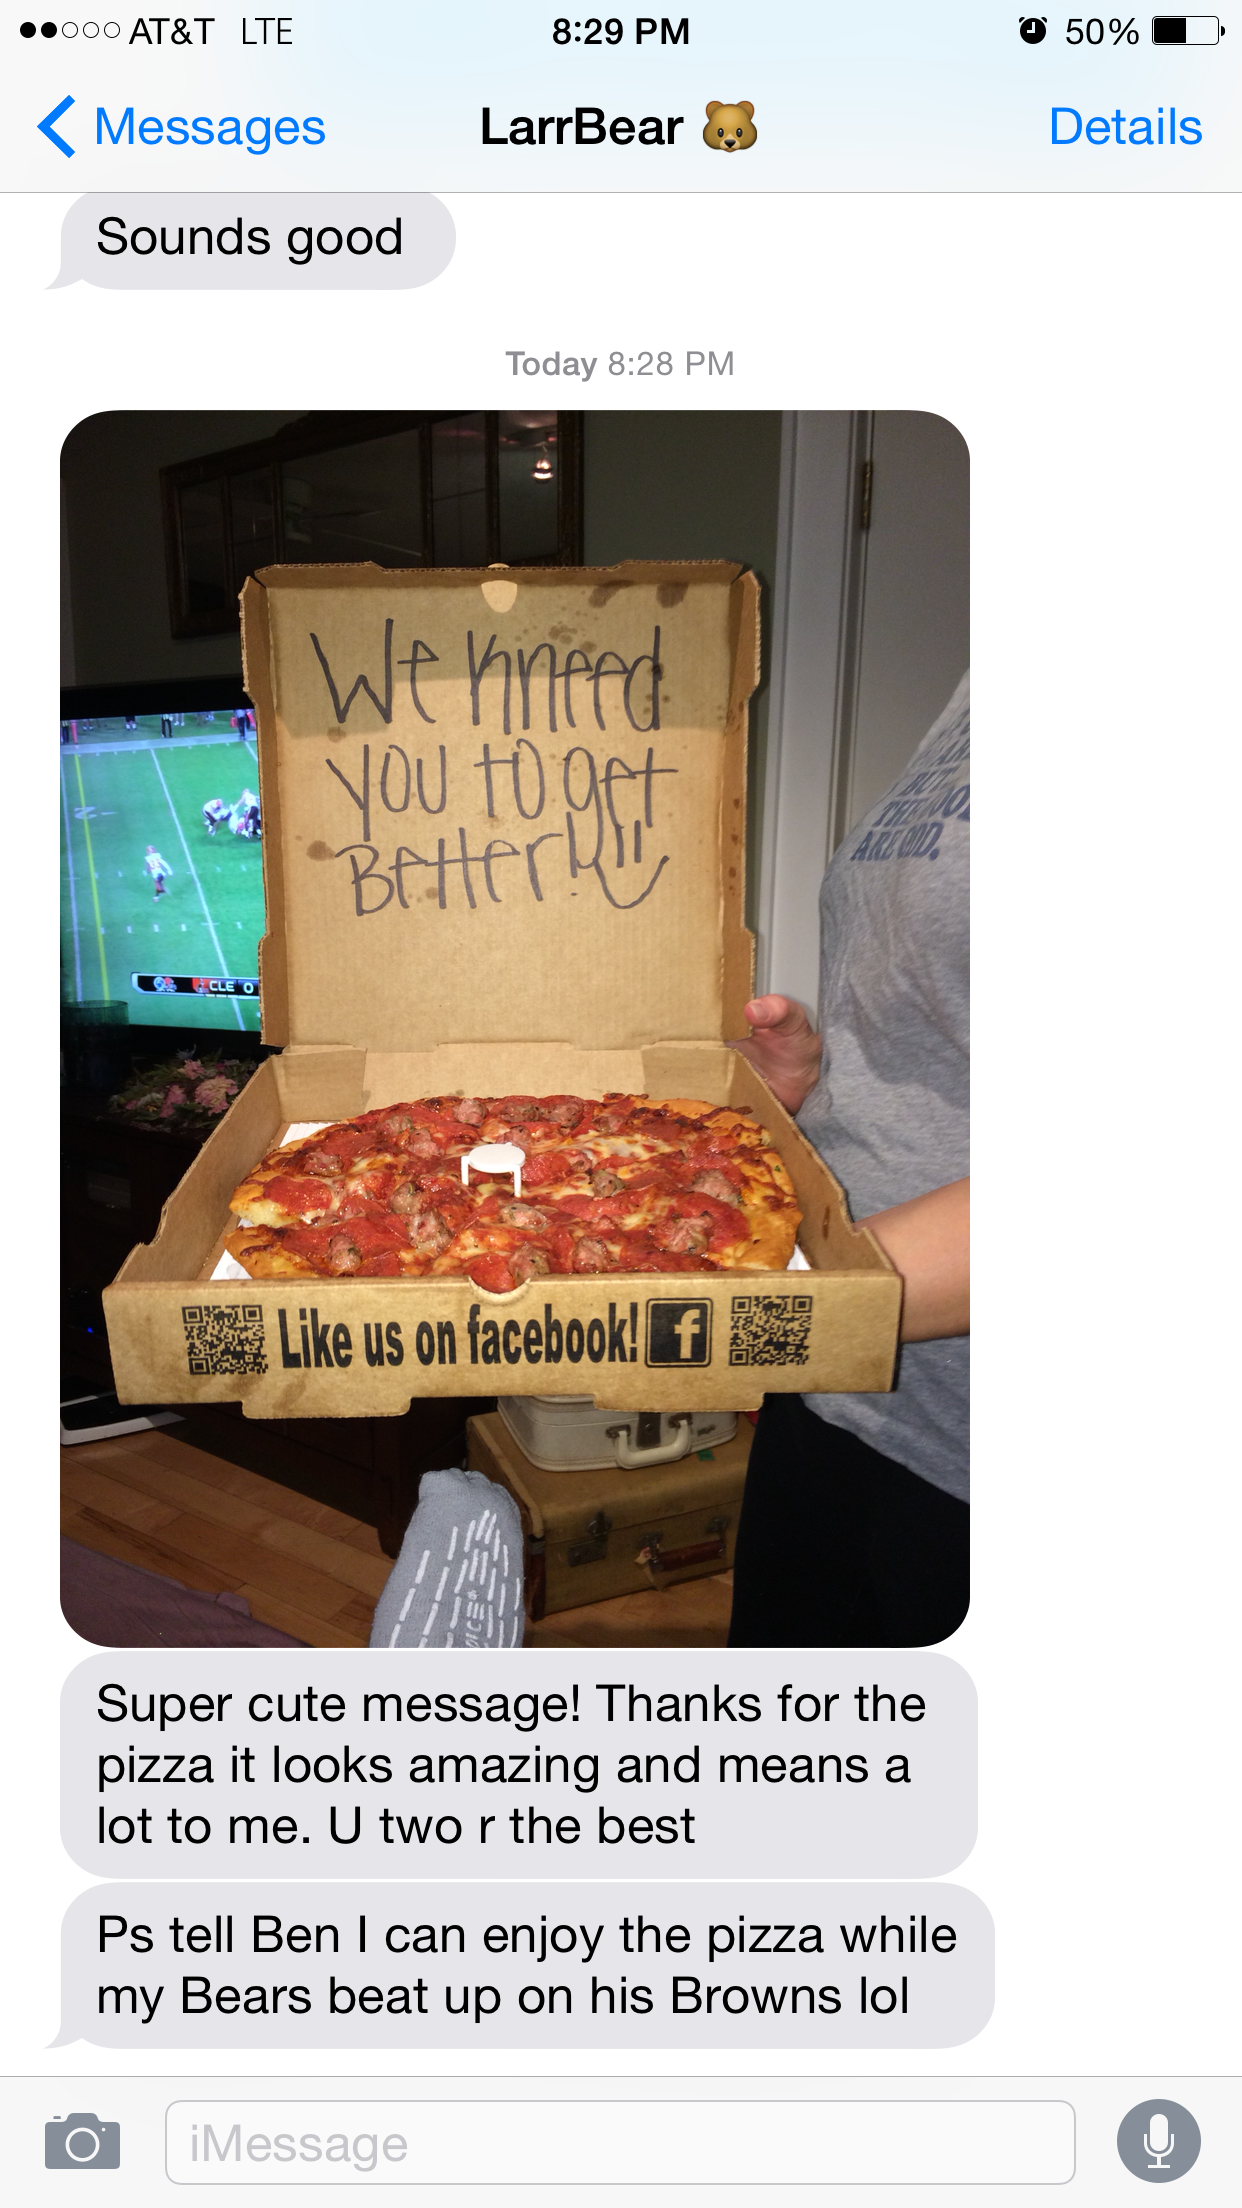 AT&T LTE 8:29 PM 50%
Messages LarrBear Details
Sounds good
Today 8:28 PM
We Kneed
you to get
Better!!!
CLE 0
ARE
Like us on facebook! f
Super cute message! Thanks for the
pizza it looks amazing and means a
lot to me. U two r the best
Ps tell Ben I can enjoy the pizza while
my Bears beat up on his Browns lol
iMessage